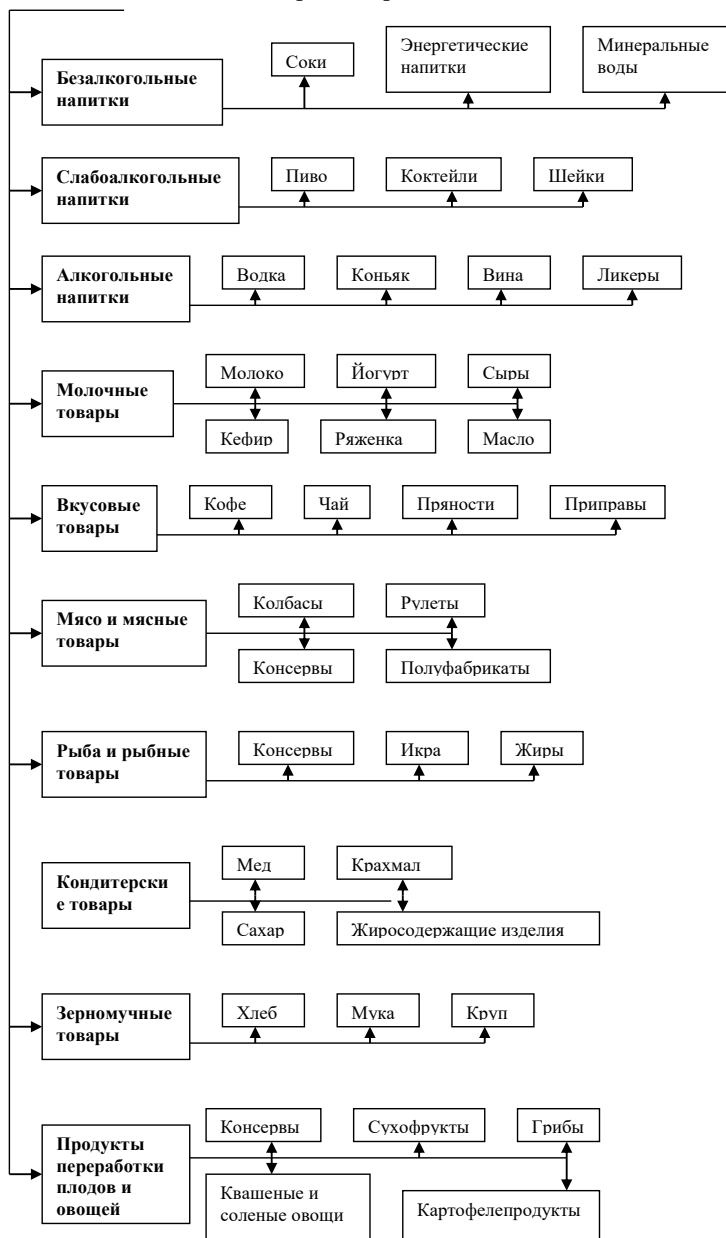 Соки
Энергетические
напитки
Минеральные
воды
Безалкогольные
напитки
Слабоалкогольные
напитки
Пиво
Коктейли
Шейки
Алкогольные
напитки
Водка
Коньяк
Вина
Ликеры
Молочные
товары
Молоко
Йогурт
Сыры
Кефир
Ряженка
Масло
Вкусовые
товары
Кофе
Чай
Пряности
Приправы
Мясо и мясные
товары
Колбасы
Рулеты
Консервы
Полуфабрикаты
Рыба и рыбные
товары
Консервы
Икра
Жиры
Кондитерски
е товары
Мед
Крахмал
Сахар
Жиросодержащие изделия
Зерномучные
товары
Хлеб
Мука
Круп
Продукты
переработки
плодов и
овощей
Консервы
Сухофрукты
Грибы
Квашеные и
соленые овощи
Картофелепродукты